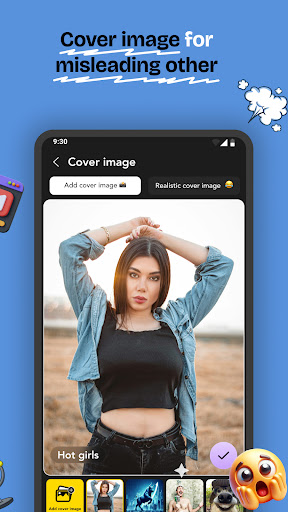 Cover image for
misleading other
9:30
← Cover image
Add cover image 📸
Realistic cover image 😂
Hot girls
Add cover image